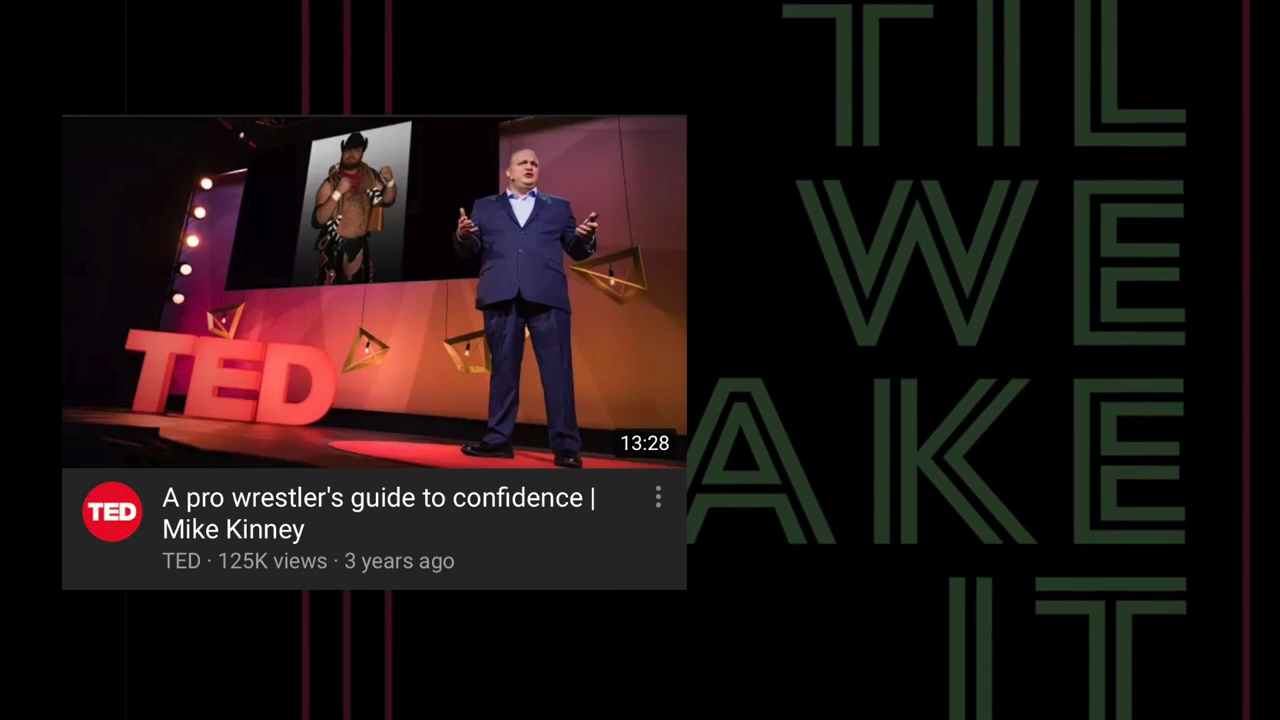 TIL
WE
AKE
IT
TED
13:28
TED
A pro wrestler's guide to confidence |
Mike Kinney
TED · 125K views · 3 years ago